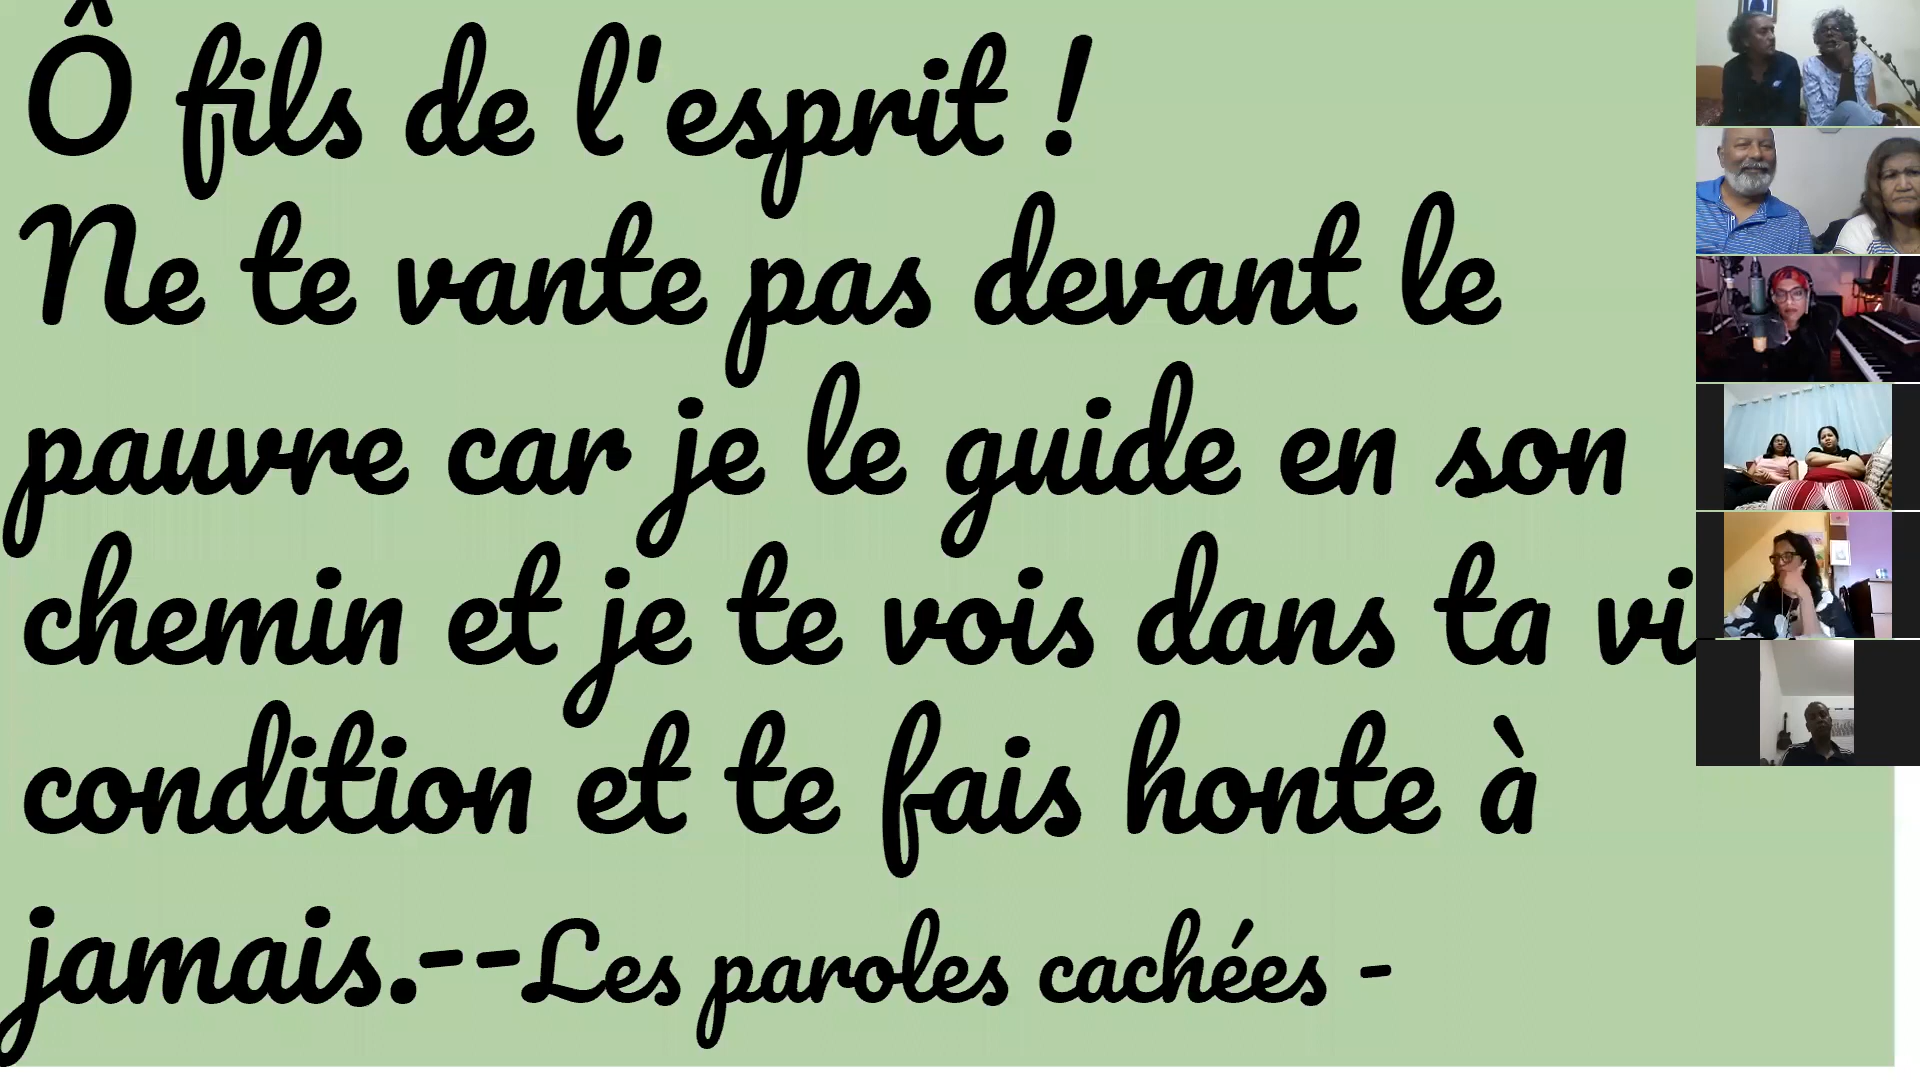 Ô fils de l'esprit !
Ne te vante pas devant le
pauvre car je le guide en son
chemin et je te vois dans ta
condition et te fais honte à
jamais.--Les paroles cachées -